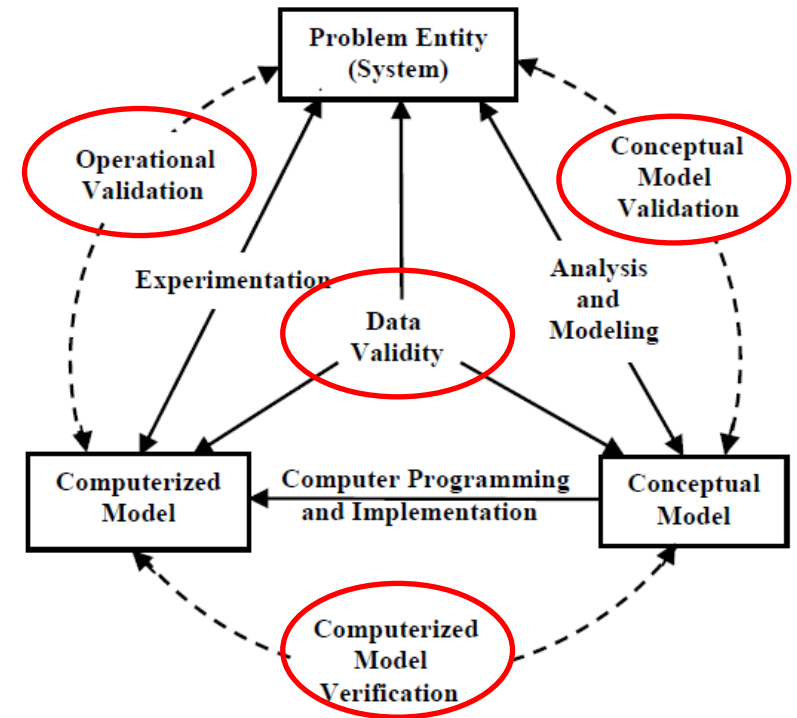 Problem Entity
(System)
Operational
Validation
Conceptual
Model
Validation
Experimentation
Analysis
and
Modeling
Data
Validity
Computerized
Model
Computer Programming
and Implementation
Conceptual
Model
Computerized
Model
Verification